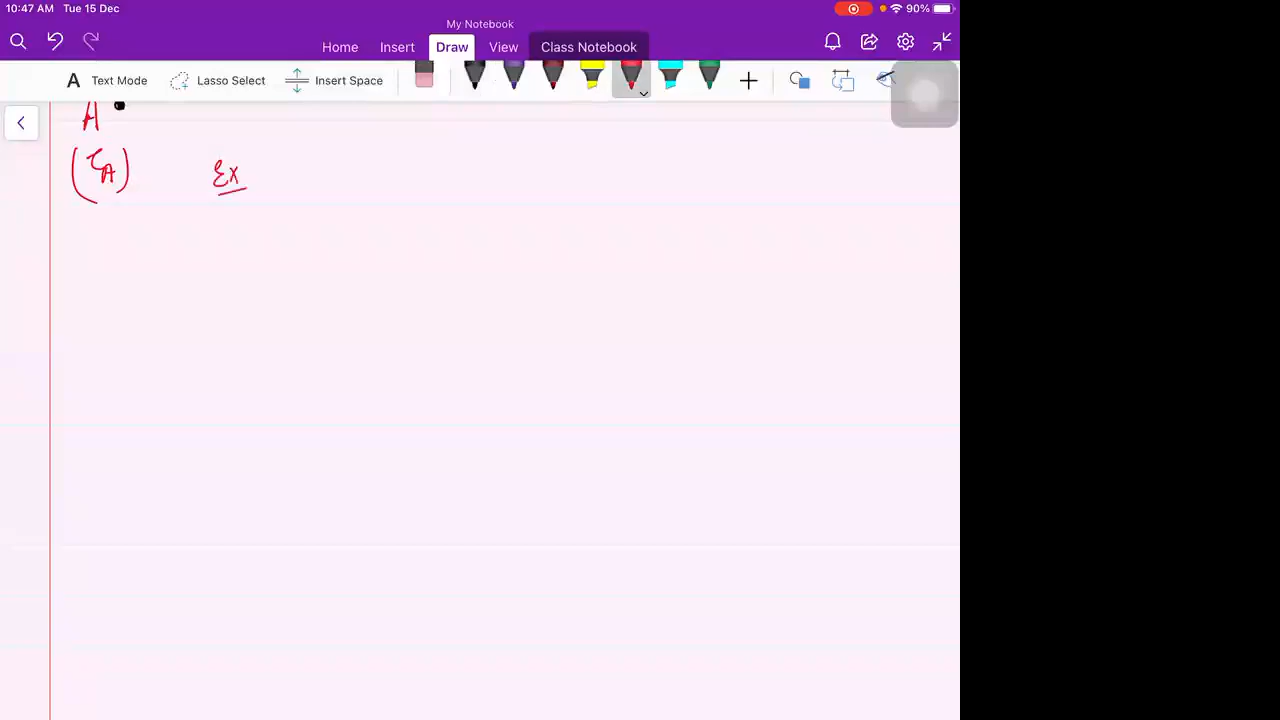 10:47 AM Tue 15 Dec
90%
My Notebook
Home Insert Draw View Class Notebook
A Text Mode Lasso Select Insert Space
A
(τ_A) Ex